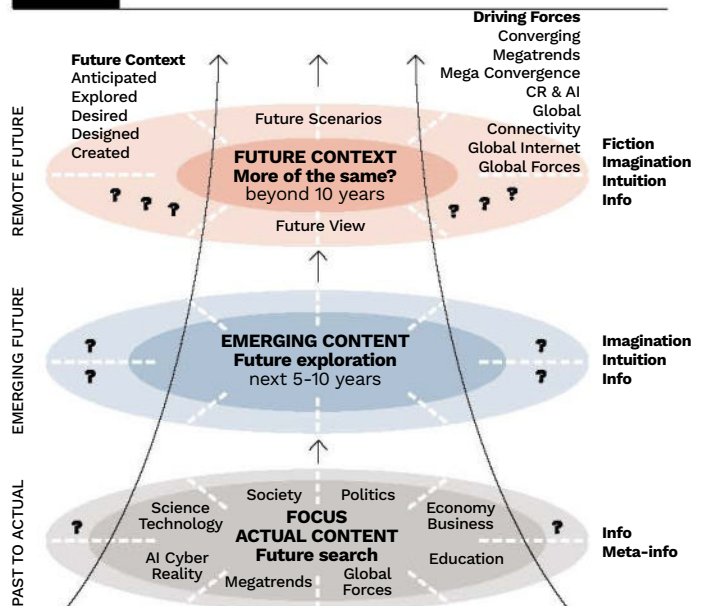 Driving Forces
Converging
Megatrends
Mega Convergence
CR & AI
Global
Connectivity
Global Internet
Global Forces
Future Context
Anticipated
Explored
Desired
Designed
Created
REMOTE FUTURE
Future Scenarios
FUTURE CONTEXT
More of the same?
beyond 10 years
Future View
? ? ?
? ? ?
Fiction
Imagination
Intuition
Info
EMERGING FUTURE
EMERGING CONTENT
Future exploration
next 5-10 years
?
?
?
?
Imagination
Intuition
Info
PAST TO ACTUAL
Society
Politics
Science
Technology
Economy
Business
FOCUS
ACTUAL CONTENT
Future search
AI Cyber
Reality
Megatrends
Global
Forces
Education
?
?
Info
Meta-info